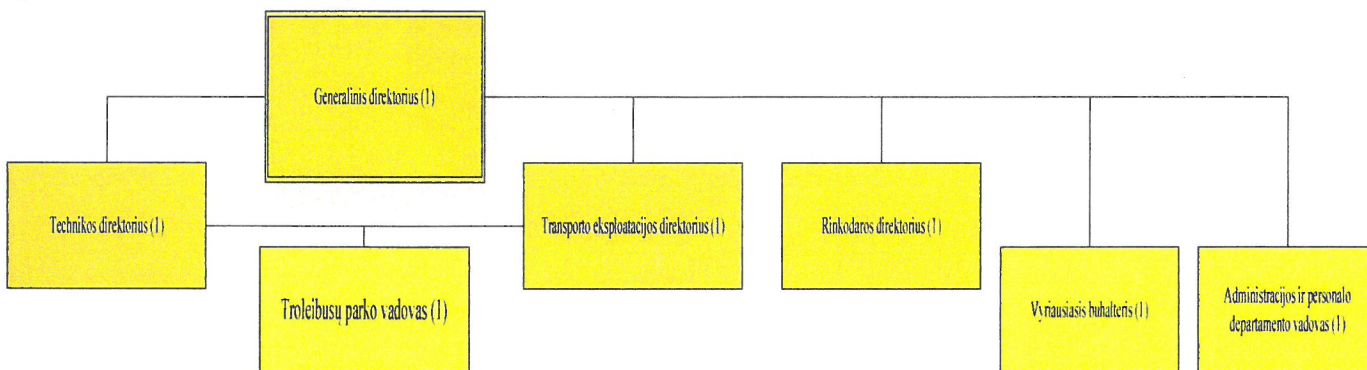 Generalinis direktorius (1)
Technikos direktorius (1)
Transporto eksploatacijos direktorius (1)
Rinkodaros direktorius (1)
Troleibusų parko vadovas (1)
Vyriausiasis buhalteris (1)
Administracijos ir personalo
departamento vadovas (1)